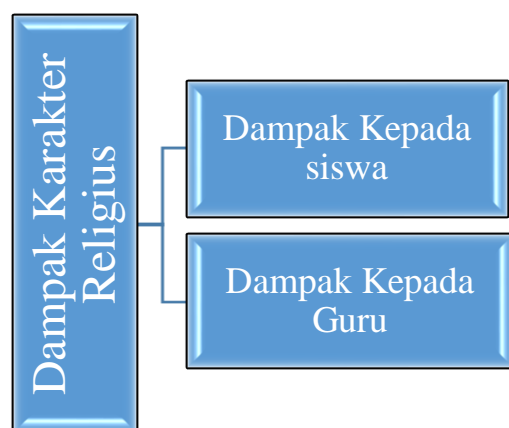 Dampak Karakter
Religius
Dampak Kepada
siswa
Dampak Kepada
Guru